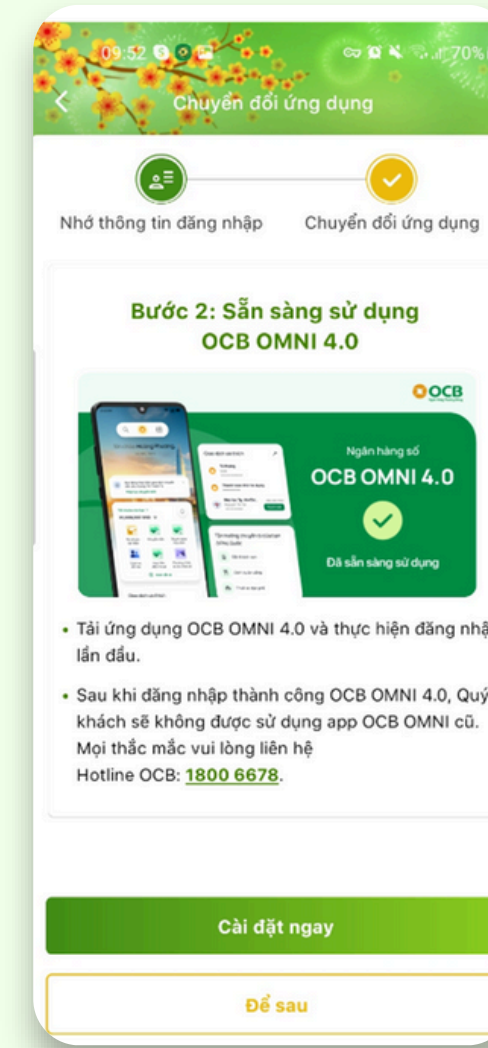 09:52
70%
Chuyển đổi ứng dụng
Nhớ thông tin đăng nhập
Chuyển đổi ứng dụng
Bước 2: Sẵn sàng sử dụng
OCB OMNI 4.0
OCB
Ngân hàng số
OCB OMNI 4.0
Đã sẵn sàng sử dụng
• Tải ứng dụng OCB OMNI 4.0 và thực hiện đăng nhậ
lần đầu.
• Sau khi đăng nhập thành công OCB OMNI 4.0, Quý
khách sẽ không được sử dụng app OCB OMNI cũ.
Mọi thắc mắc vui lòng liên hệ
Hotline OCB: 1800 6678.
Cài đặt ngay
Để sau